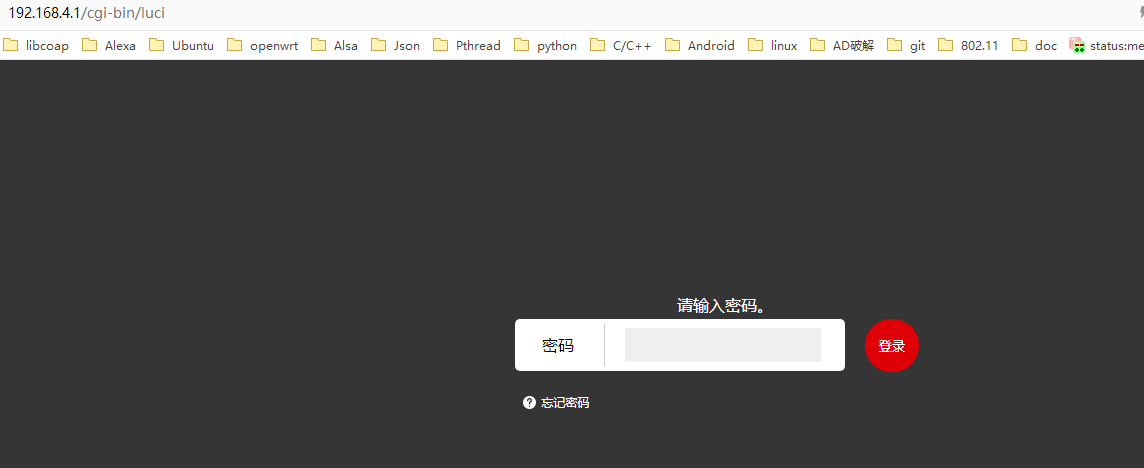 192.168.4.1/cgi-bin/luci
libcoap Alexa Ubuntu openwrt Alsa Json Pthread python C/C++ Android linux AD破解 git 802.11 doc status:me
请输入密码。
密码 登录
? 忘记密码